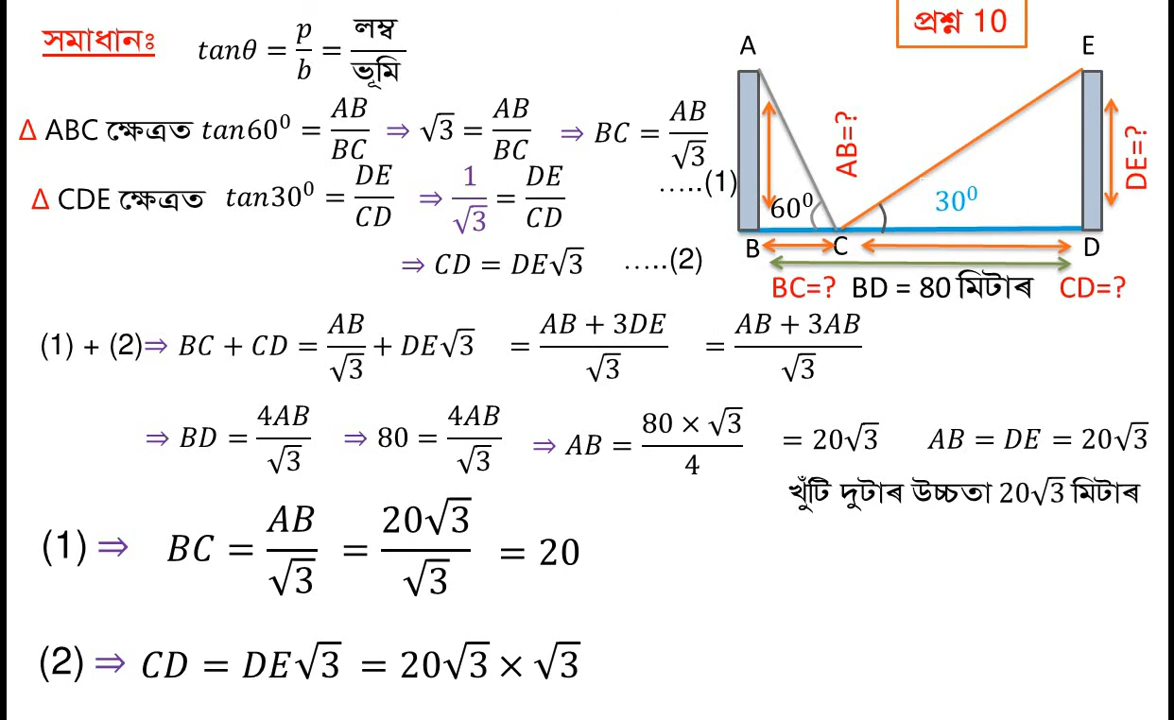 প্ৰশ্ন 10
সমাধানঃ tanθ = p/b = লম্ব/ভূমি
Δ ABC ক্ষেত্ৰত tan60⁰ = AB/BC ⇒ √3 = AB/BC ⇒ BC = AB/√3 .....(1)
Δ CDE ক্ষেত্ৰত tan30⁰ = DE/CD ⇒ 1/√3 = DE/CD
⇒ CD = DE√3 .....(2)
A
E
AB=?
DE=?
60⁰
30⁰
B C D
BC=? BD = 80 মিটাৰ CD=?
(1) + (2)⇒ BC + CD = AB/√3 + DE√3 = (AB + 3DE)/√3 = (AB + 3AB)/√3
⇒ BD = 4AB/√3 ⇒ 80 = 4AB/√3 ⇒ AB = (80 × √3)/4 = 20√3 AB = DE = 20√3
খুঁটি দুটাৰ উচ্চতা 20√3 মিটাৰ
(1) ⇒ BC = AB/√3 = 20√3/√3 = 20
(2) ⇒ CD = DE√3 = 20√3 × √3